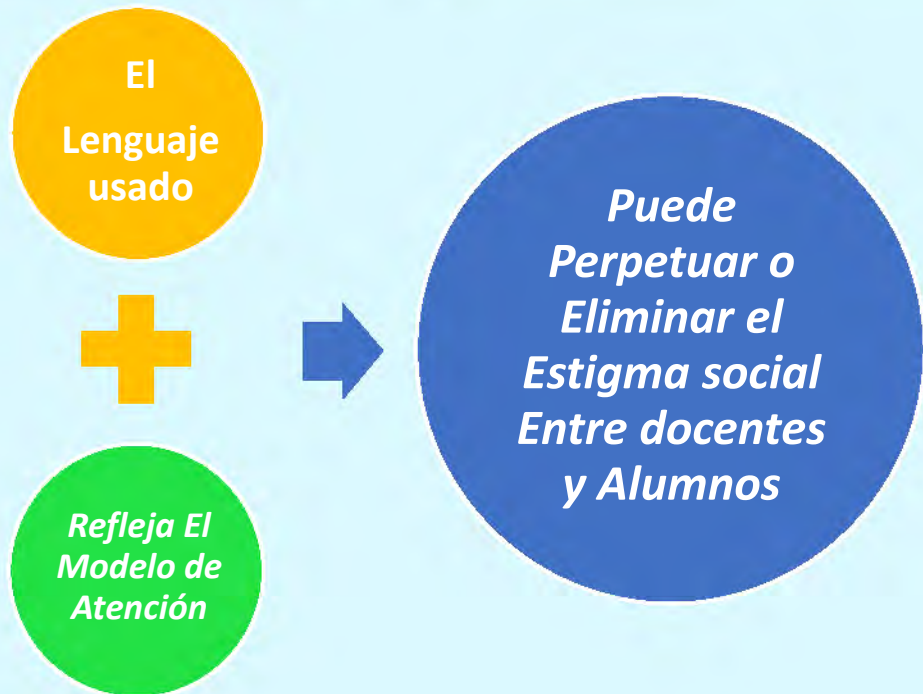 El
Lenguaje
usado
Refleja El
Modelo de
Atención
Puede
Perpetuar o
Eliminar el
Estigma social
Entre docentes
y Alumnos